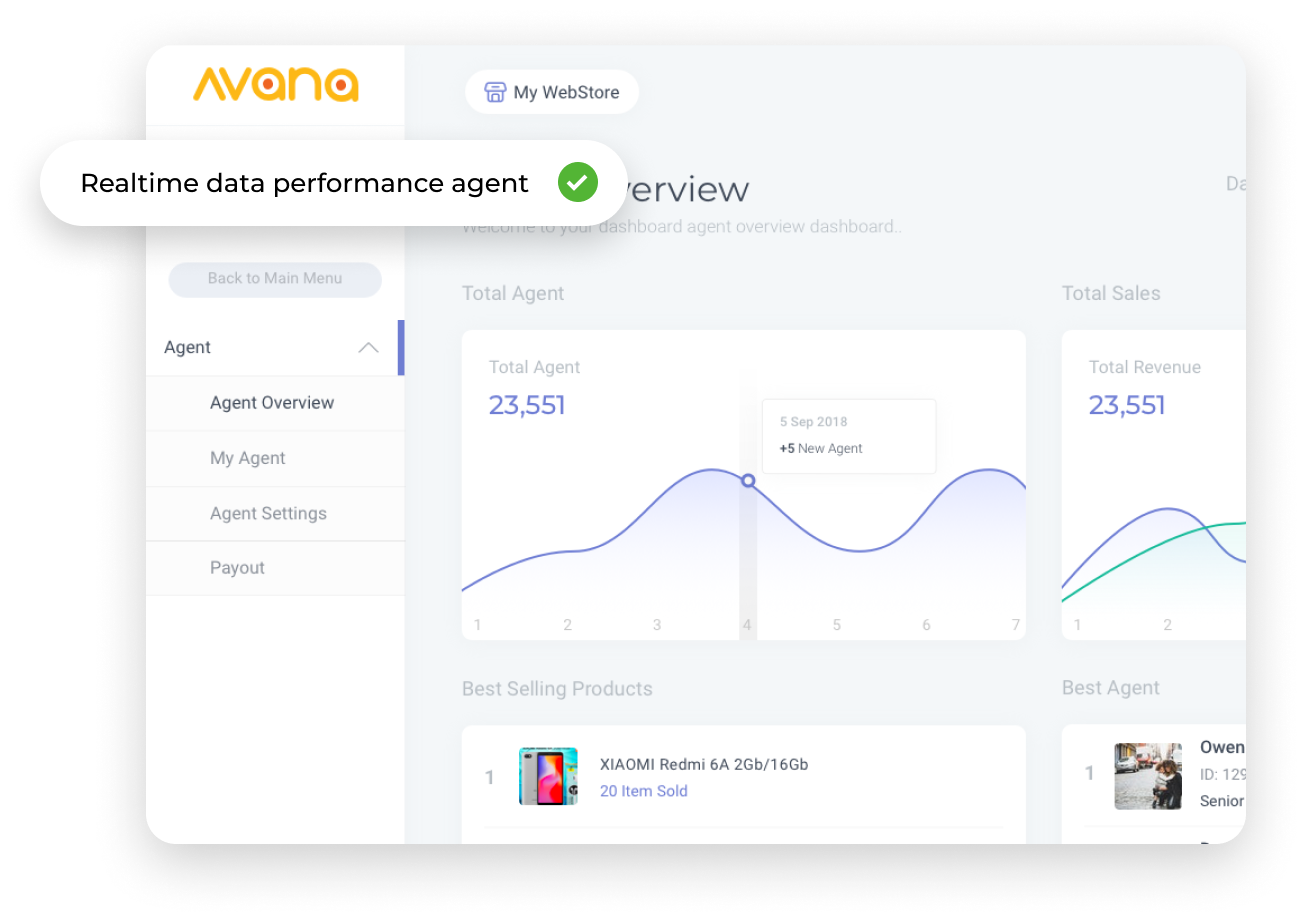 AVANA
My WebStore
Realtime data performance agent
verview
Da
Welcome to your dashboard agent overview dashboard..
Back to Main Menu
Agent
Agent Overview
My Agent
Agent Settings
Payout
Total Agent
Total Agent
23,551
5 Sep 2018
+5 New Agent
1 2 3 4 5 6 7
Total Sales
Total Revenue
23,551
1 2
Best Selling Products
1
XIAOMI Redmi 6A 2Gb/16Gb
20 Item Sold
Best Agent
1
Owen
ID: 129
Senior